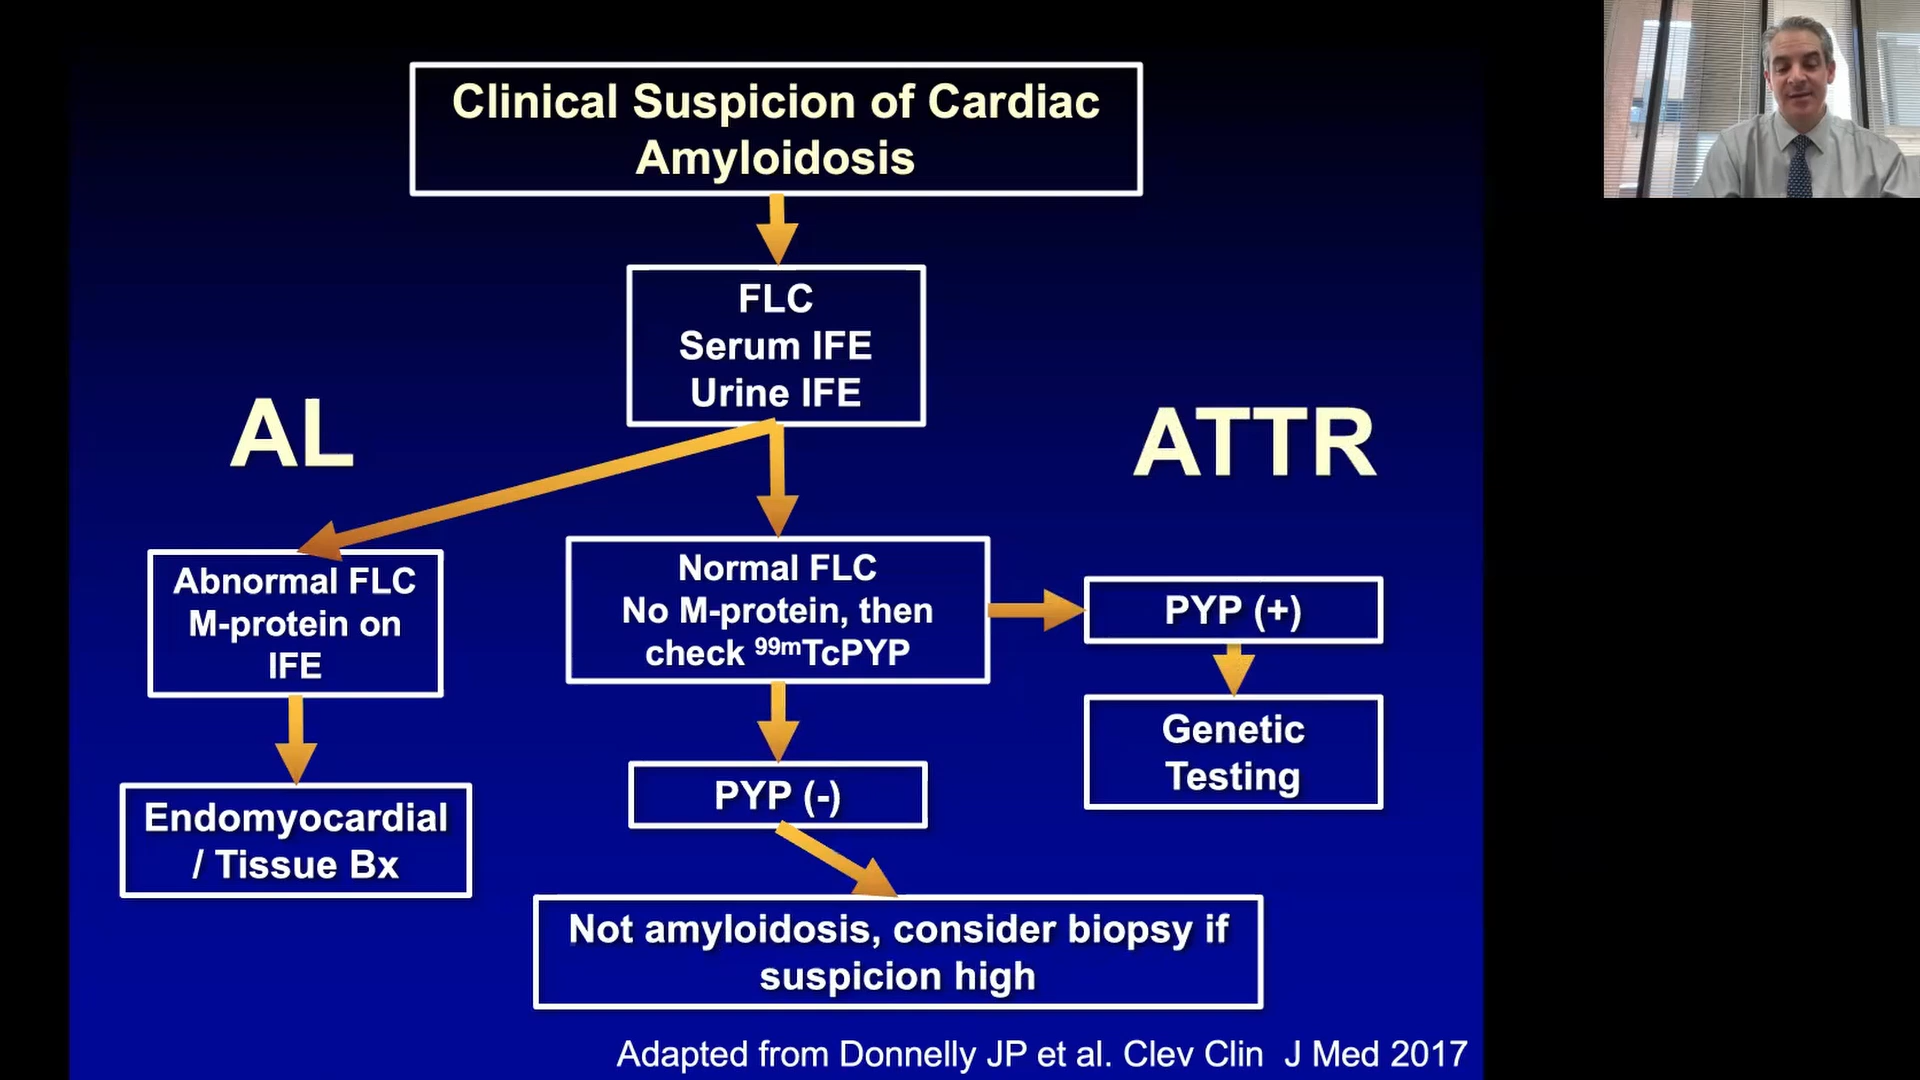 Clinical Suspicion of Cardiac
Amyloidosis
FLC
Serum IFE
Urine IFE
AL
ATTR
Abnormal FLC
M-protein on
IFE
Normal FLC
No M-protein, then
check ⁹⁹ᵐTcPYP
PYP (+)
Genetic
Testing
Endomyocardial
/ Tissue Bx
PYP (-)
Not amyloidosis, consider biopsy if
suspicion high
Adapted from Donnelly JP et al. Clev Clin J Med 2017